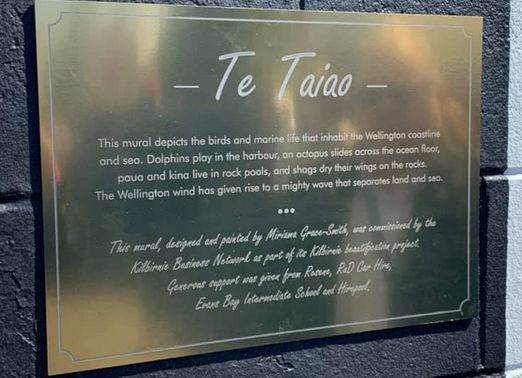 – Te Taiao –
This mural depicts the birds and marine life that inhabit the Wellington coastline
and sea. Dolphins play in the harbour, an octopus slides across the ocean floor,
paua and kina live in rock pools, and shags dry their wings on the rocks.
The Wellington wind has given rise to a mighty wave that separates land and sea.
•••
This mural, designed and painted by Miriama Grace-Smith, was commissioned by the
Kilbirnie Business Network as part of its Kilbirnie beautification project.
Generous support was given from Resene, RaD Car Hire,
Evans Bay Intermediate School and Hirepool.